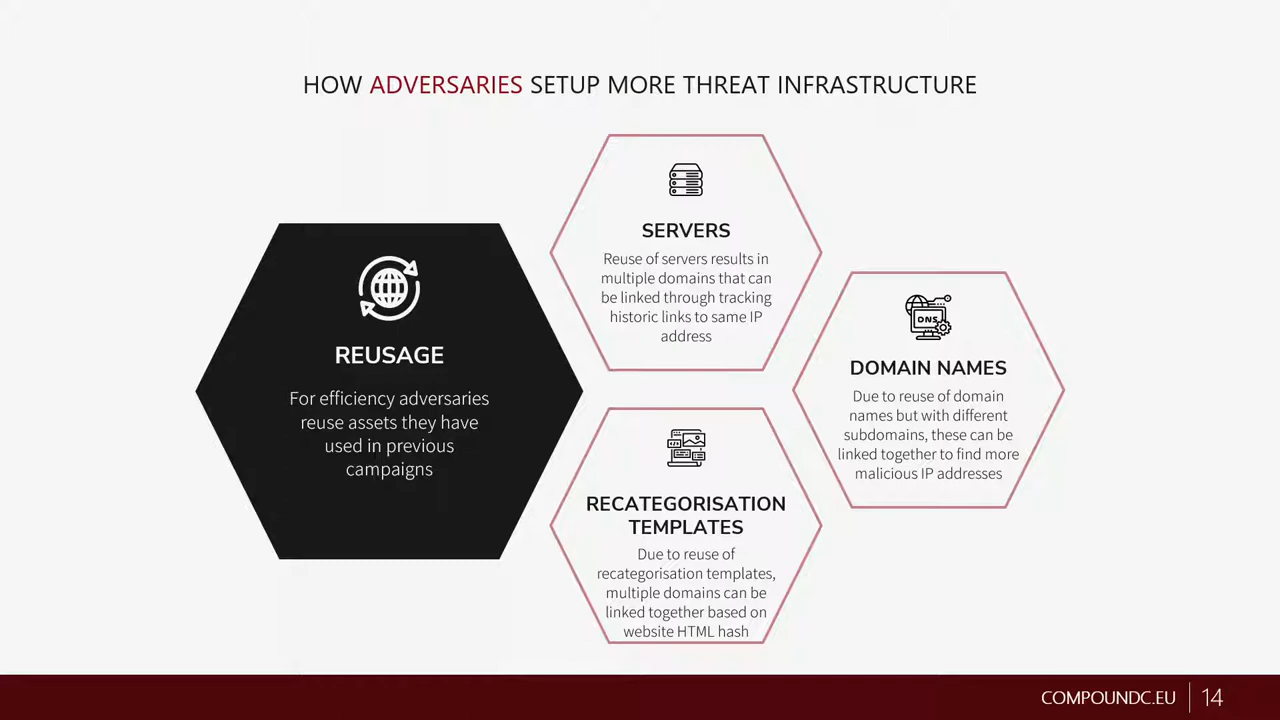 HOW ADVERSARIES SETUP MORE THREAT INFRASTRUCTURE
REUSAGE
For efficiency adversaries
reuse assets they have
used in previous
campaigns
SERVERS
Reuse of servers results in
multiple domains that can
be linked through tracking
historic links to same IP
address
RECATEGORISATION
TEMPLATES
Due to reuse of
recategorisation templates,
multiple domains can be
linked together based on
website HTML hash
DNS
DOMAIN NAMES
Due to reuse of domain
names but with different
subdomains, these can be
linked together to find more
malicious IP addresses
COMPOUNDC.EU 14